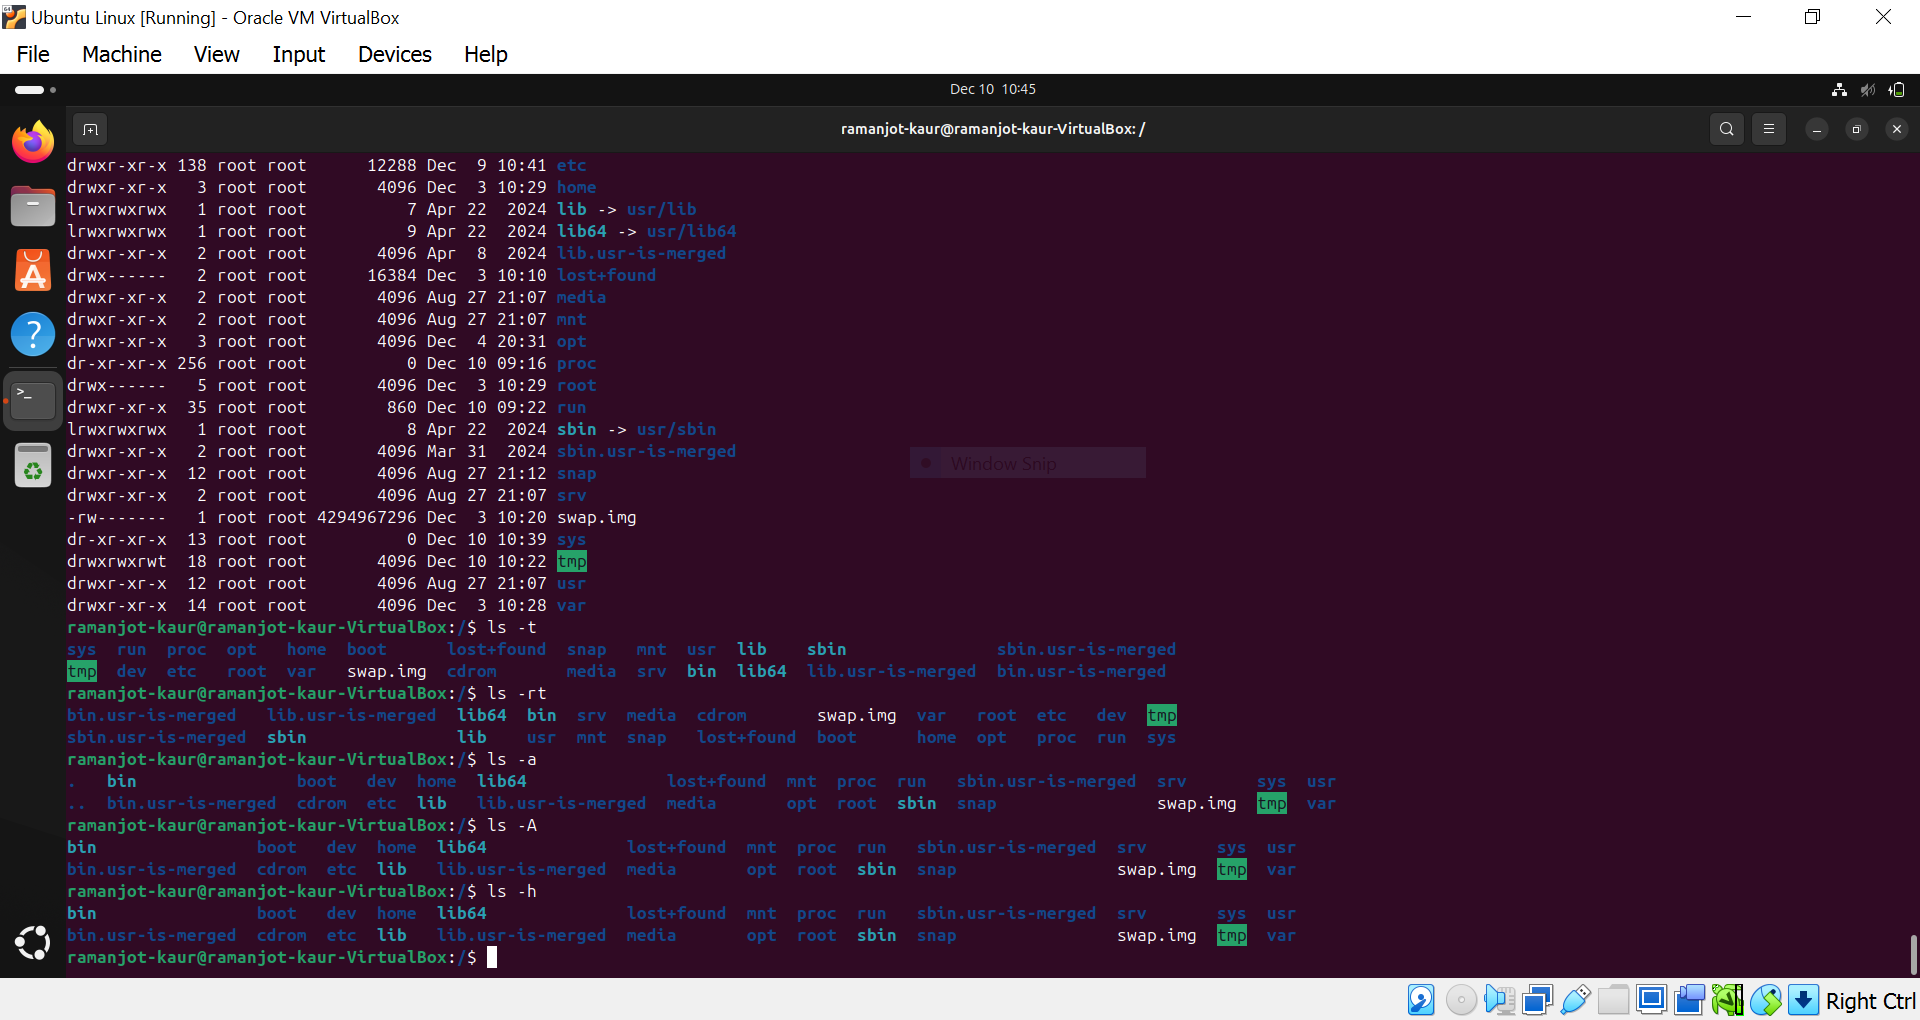 Ubuntu Linux [Running] - Oracle VM VirtualBox
File Machine View Input Devices Help
Dec 10 10:45
ramanjot-kaur@ramanjot-kaur-VirtualBox: /
drwxr-xr-x 138 root root 12288 Dec 9 10:41 etc
drwxr-xr-x 3 root root 4096 Dec 3 10:29 home
lrwxrwxrwx 1 root root 7 Apr 22 2024 lib -> usr/lib
lrwxrwxrwx 1 root root 9 Apr 22 2024 lib64 -> usr/lib64
drwxr-xr-x 2 root root 4096 Apr 8 2024 lib.usr-is-merged
drwx------ 2 root root 16384 Dec 3 10:10 lost+found
drwxr-xr-x 2 root root 4096 Aug 27 21:07 media
drwxr-xr-x 2 root root 4096 Aug 27 21:07 mnt
drwxr-xr-x 3 root root 4096 Dec 4 20:31 opt
dr-xr-xr-x 256 root root 0 Dec 10 09:16 proc
drwx------ 5 root root 4096 Dec 3 10:29 root
drwxr-xr-x 35 root root 860 Dec 10 09:22 run
lrwxrwxrwx 1 root root 8 Apr 22 2024 sbin -> usr/sbin
drwxr-xr-x 2 root root 4096 Mar 31 2024 sbin.usr-is-merged
Window Snip
drwxr-xr-x 12 root root 4096 Aug 27 21:12 snap
drwxr-xr-x 2 root root 4096 Aug 27 21:07 srv
-rw------- 1 root root 4294967296 Dec 3 10:20 swap.img
dr-xr-xr-x 13 root root 0 Dec 10 10:39 sys
drwxrwxrwt 18 root root 4096 Dec 10 10:22 tmp
drwxr-xr-x 12 root root 4096 Aug 27 21:07 usr
drwxr-xr-x 14 root root 4096 Dec 3 10:28 var
ramanjot-kaur@ramanjot-kaur-VirtualBox:/$ ls -t
sys run proc opt home boot lost+found snap mnt usr lib sbin sbin.usr-is-merged
tmp dev etc root var swap.img cdrom media srv bin lib64 lib.usr-is-merged bin.usr-is-merged
ramanjot-kaur@ramanjot-kaur-VirtualBox:/$ ls -rt
bin.usr-is-merged lib.usr-is-merged lib64 bin srv media cdrom swap.img var root etc dev tmp
sbin.usr-is-merged sbin lib usr mnt snap lost+found boot home opt proc run sys
ramanjot-kaur@ramanjot-kaur-VirtualBox:/$ ls -a
. bin boot dev home lib64 lost+found mnt proc run sbin.usr-is-merged srv sys usr
.. bin.usr-is-merged cdrom etc lib lib.usr-is-merged media opt root sbin snap swap.img tmp var
ramanjot-kaur@ramanjot-kaur-VirtualBox:/$ ls -A
bin boot dev home lib64 lost+found mnt proc run sbin.usr-is-merged srv sys usr
bin.usr-is-merged cdrom etc lib lib.usr-is-merged media opt root sbin snap swap.img tmp var
ramanjot-kaur@ramanjot-kaur-VirtualBox:/$ ls -h
bin boot dev home lib64 lost+found mnt proc run sbin.usr-is-merged srv sys usr
bin.usr-is-merged cdrom etc lib lib.usr-is-merged media opt root sbin snap swap.img tmp var
ramanjot-kaur@ramanjot-kaur-VirtualBox:/$
Right Ctrl